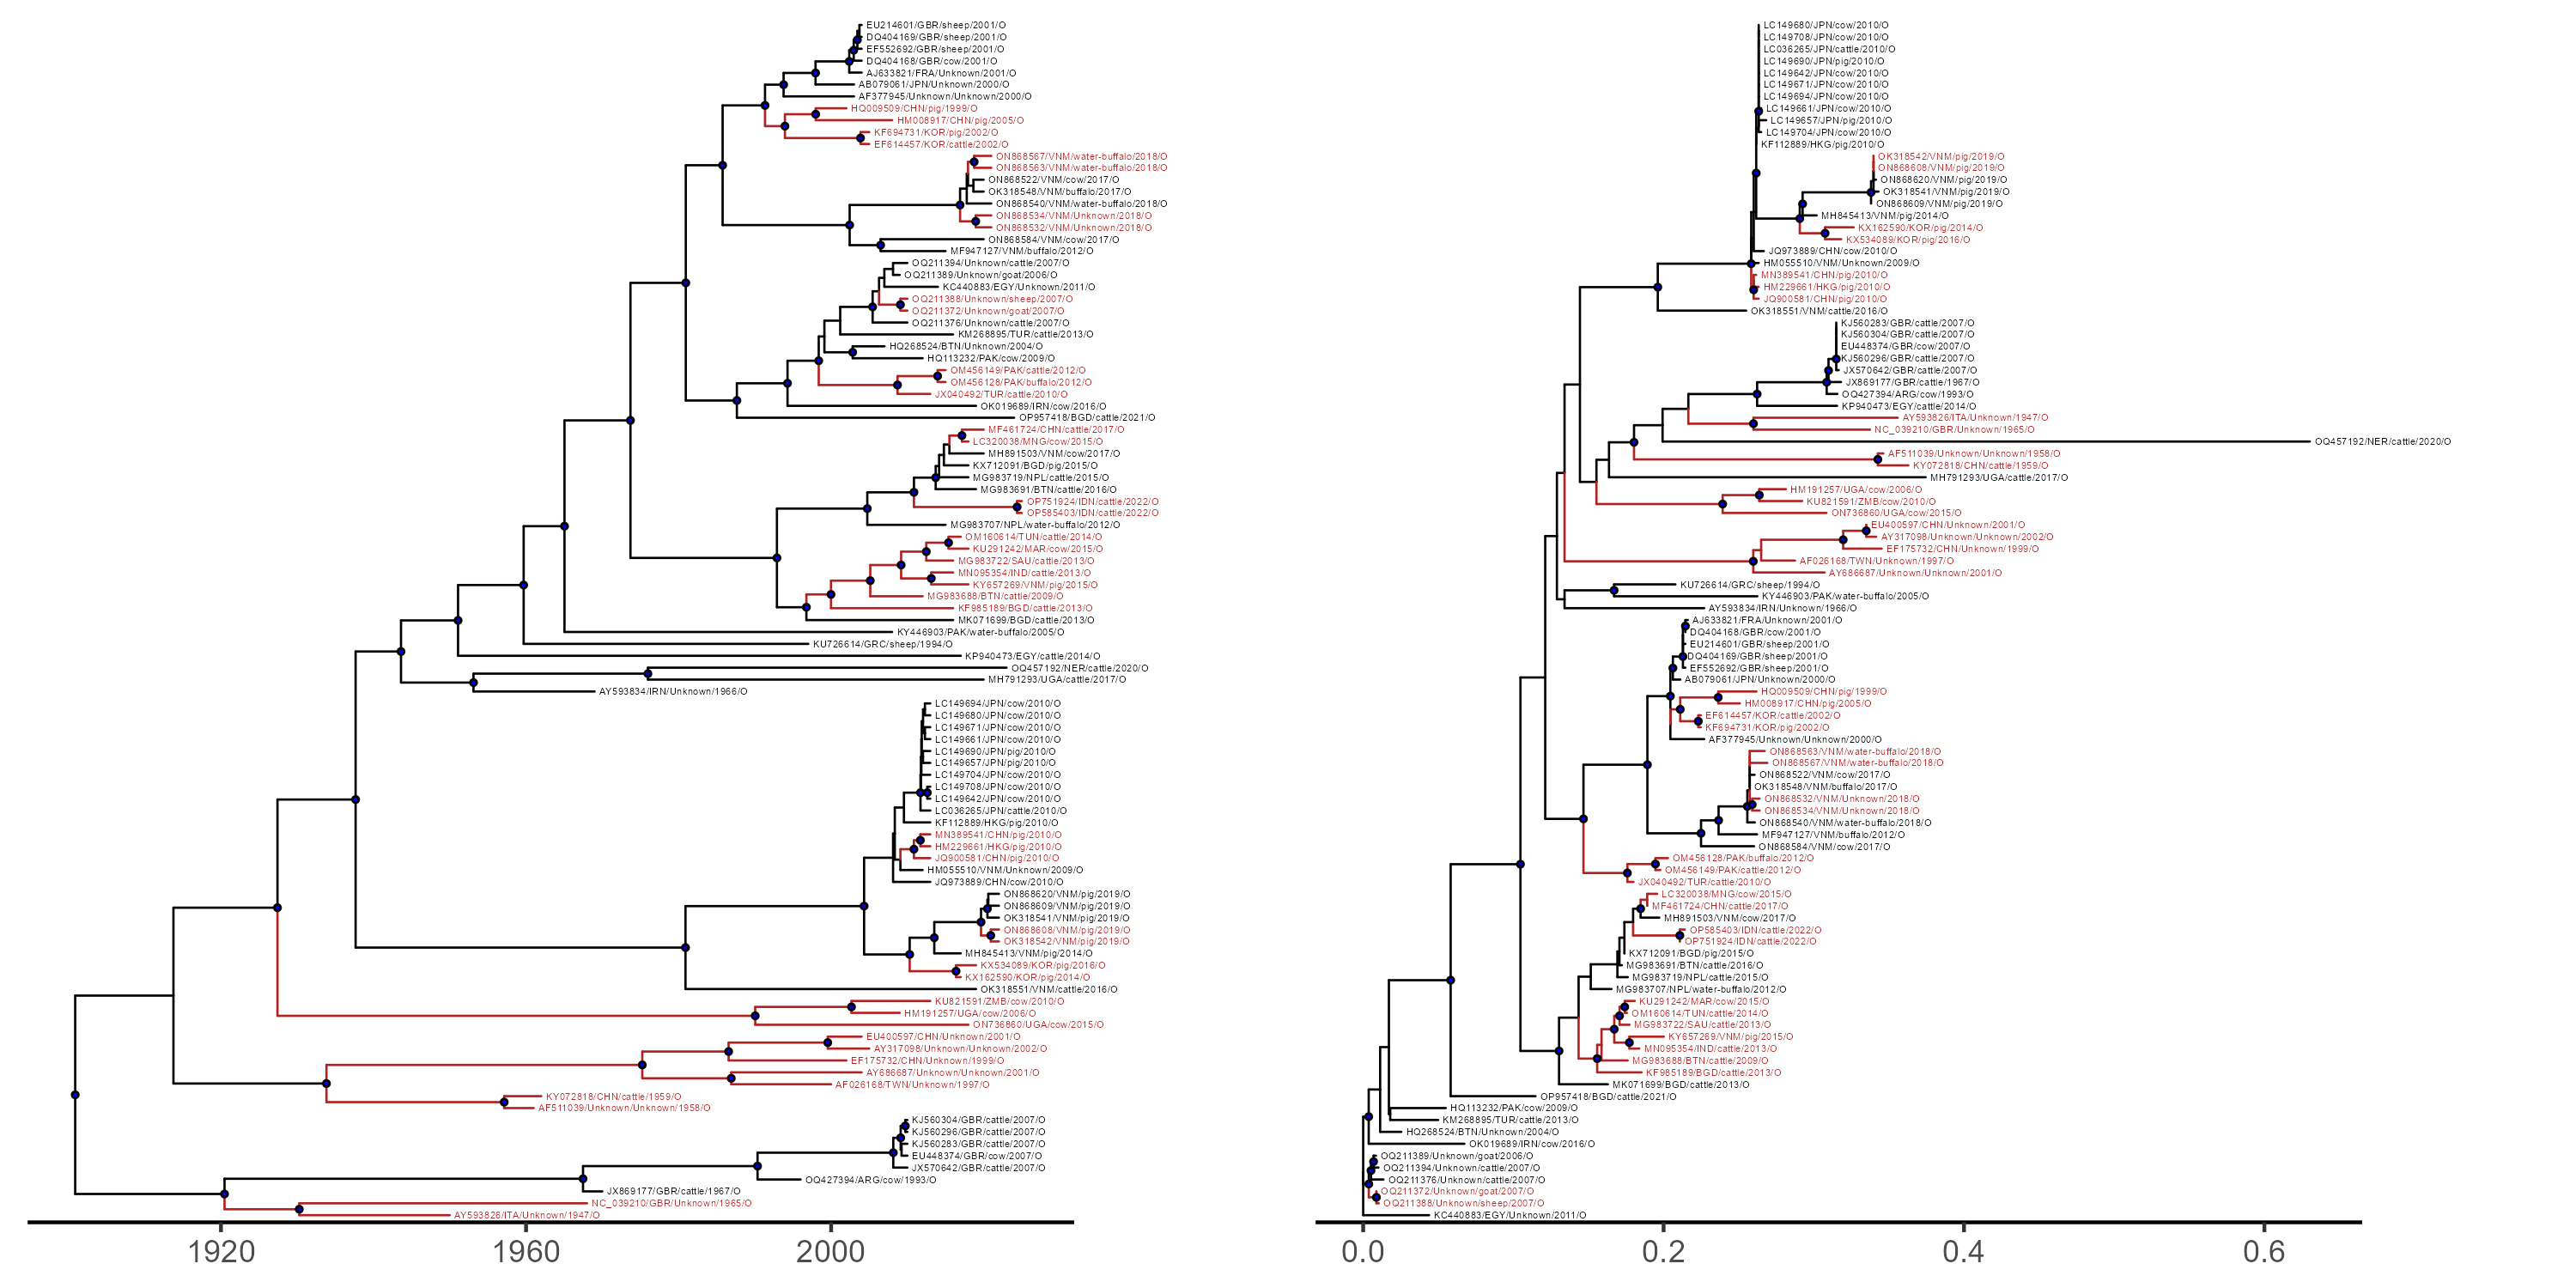 EU214601/GBR/sheep/2001/O
DQ404169/GBR/sheep/2001/O
EF552692/GBR/sheep/2001/O
DQ404168/GBR/cow/2001/O
AJ633821/FRA/Unknown/2001/O
AB079061/JPN/Unknown/2000/O
AF377945/Unknown/Unknown/2000/O
HQ009509/CHN/pig/1999/O
HM008917/CHN/pig/2005/O
KF694731/KOR/pig/2002/O
EF614457/KOR/cattle/2002/O
ON868567/VNM/water-buffalo/2018/O
ON868563/VNM/water-buffalo/2018/O
ON868522/VNM/cow/2017/O
OK318548/VNM/buffalo/2017/O
ON868540/VNM/water-buffalo/2018/O
ON868534/VNM/Unknown/2018/O
ON868532/VNM/Unknown/2018/O
ON868584/VNM/cow/2017/O
MF947127/VNM/buffalo/2012/O
OQ211394/Unknown/cattle/2007/O
OQ211389/Unknown/goat/2006/O
KC440883/EGY/Unknown/2011/O
OQ211388/Unknown/sheep/2007/O
OQ211372/Unknown/goat/2007/O
OQ211376/Unknown/cattle/2007/O
KM268895/TUR/cattle/2013/O
HQ268524/BTN/Unknown/2004/O
HQ113232/PAK/cow/2009/O
OM456149/PAK/cattle/2012/O
OM456128/PAK/buffalo/2012/O
JX040492/TUR/cattle/2010/O
OK019689/IRN/cow/2016/O
OP957418/BGD/cattle/2021/O
MF461724/CHN/cattle/2017/O
LC320038/MNG/cow/2015/O
MH891503/VNM/cow/2017/O
KX712091/BGD/pig/2015/O
MG983719/NPL/cattle/2015/O
MG983691/BTN/cattle/2016/O
OP751924/IDN/cattle/2022/O
OP585403/IDN/cattle/2022/O
MG983707/NPL/water-buffalo/2012/O
OM160614/TUN/cattle/2014/O
KU291242/MAR/cow/2015/O
MG983722/SAU/cattle/2013/O
MN095354/IND/cattle/2013/O
KY657269/VNM/pig/2015/O
MG983688/BTN/cattle/2009/O
KF985189/BGD/cattle/2013/O
MK071699/BGD/cattle/2013/O
KY446903/PAK/water-buffalo/2005/O
KU726614/GRC/sheep/1994/O
KP940473/EGY/cattle/2014/O
OQ457192/NER/cattle/2020/O
MH791293/UGA/cattle/2017/O
AY593834/IRN/Unknown/1966/O
LC149694/JPN/cow/2010/O
LC149680/JPN/cow/2010/O
LC149671/JPN/cow/2010/O
LC149661/JPN/cow/2010/O
LC149690/JPN/pig/2010/O
LC149657/JPN/pig/2010/O
LC149704/JPN/cow/2010/O
LC149708/JPN/cow/2010/O
LC149642/JPN/cow/2010/O
LC036265/JPN/cattle/2010/O
KF112889/HKG/pig/2010/O
MN389541/CHN/pig/2010/O
HM229661/HKG/pig/2010/O
JQ900581/CHN/pig/2010/O
HM055510/VNM/Unknown/2009/O
JQ973889/CHN/cow/2010/O
ON868620/VNM/pig/2019/O
ON868609/VNM/pig/2019/O
OK318541/VNM/pig/2019/O
ON868608/VNM/pig/2019/O
OK318542/VNM/pig/2019/O
MH845413/VNM/pig/2014/O
KX534089/KOR/pig/2016/O
KX162590/KOR/pig/2014/O
OK318551/VNM/cattle/2016/O
KU821591/ZMB/cow/2010/O
HM191257/UGA/cow/2006/O
ON736860/UGA/cow/2015/O
EU400597/CHN/Unknown/2001/O
AY317098/Unknown/Unknown/2002/O
EF175732/CHN/Unknown/1999/O
AY686687/Unknown/Unknown/2001/O
AF026168/TWN/Unknown/1997/O
KY072818/CHN/cattle/1959/O
AF511039/Unknown/Unknown/1958/O
KJ560304/GBR/cattle/2007/O
KJ560296/GBR/cattle/2007/O
KJ560283/GBR/cattle/2007/O
EU448374/GBR/cow/2007/O
JX570642/GBR/cattle/2007/O
OQ427394/ARG/cow/1993/O
JX869177/GBR/cattle/1967/O
NC_039210/GBR/Unknown/1965/O
AY593826/ITA/Unknown/1947/O
1920 1960 2000
LC149680/JPN/cow/2010/O
LC149708/JPN/cow/2010/O
LC036265/JPN/cattle/2010/O
LC149690/JPN/pig/2010/O
LC149642/JPN/cow/2010/O
LC149671/JPN/cow/2010/O
LC149694/JPN/cow/2010/O
LC149661/JPN/cow/2010/O
LC149657/JPN/pig/2010/O
LC149704/JPN/cow/2010/O
KF112889/HKG/pig/2010/O
OK318542/VNM/pig/2019/O
ON868608/VNM/pig/2019/O
ON868620/VNM/pig/2019/O
OK318541/VNM/pig/2019/O
ON868609/VNM/pig/2019/O
MH845413/VNM/pig/2014/O
KX162590/KOR/pig/2014/O
KX534089/KOR/pig/2016/O
JQ973889/CHN/cow/2010/O
HM055510/VNM/Unknown/2009/O
MN389541/CHN/pig/2010/O
HM229661/HKG/pig/2010/O
JQ900581/CHN/pig/2010/O
OK318551/VNM/cattle/2016/O
KJ560283/GBR/cattle/2007/O
KJ560304/GBR/cattle/2007/O
EU448374/GBR/cow/2007/O
KJ560296/GBR/cattle/2007/O
JX570642/GBR/cattle/2007/O
JX869177/GBR/cattle/1967/O
OQ427394/ARG/cow/1993/O
KP940473/EGY/cattle/2014/O
AY593826/ITA/Unknown/1947/O
NC_039210/GBR/Unknown/1965/O
OQ457192/NER/cattle/2020/O
AF511039/Unknown/Unknown/1958/O
KY072818/CHN/cattle/1959/O
MH791293/UGA/cattle/2017/O
HM191257/UGA/cow/2006/O
KU821591/ZMB/cow/2010/O
ON736860/UGA/cow/2015/O
EU400597/CHN/Unknown/2001/O
AY317098/Unknown/Unknown/2002/O
EF175732/CHN/Unknown/1999/O
AF026168/TWN/Unknown/1997/O
AY686687/Unknown/Unknown/2001/O
KU726614/GRC/sheep/1994/O
KY446903/PAK/water-buffalo/2005/O
AY593834/IRN/Unknown/1966/O
AJ633821/FRA/Unknown/2001/O
DQ404168/GBR/cow/2001/O
EU214601/GBR/sheep/2001/O
DQ404169/GBR/sheep/2001/O
EF552692/GBR/sheep/2001/O
AB079061/JPN/Unknown/2000/O
HQ009509/CHN/pig/1999/O
HM008917/CHN/pig/2005/O
EF614457/KOR/cattle/2002/O
KF694731/KOR/pig/2002/O
AF377945/Unknown/Unknown/2000/O
ON868563/VNM/water-buffalo/2018/O
ON868567/VNM/water-buffalo/2018/O
ON868522/VNM/cow/2017/O
OK318548/VNM/buffalo/2017/O
ON868532/VNM/Unknown/2018/O
ON868534/VNM/Unknown/2018/O
ON868540/VNM/water-buffalo/2018/O
MF947127/VNM/buffalo/2012/O
ON868584/VNM/cow/2017/O
OM456128/PAK/buffalo/2012/O
OM456149/PAK/cattle/2012/O
JX040492/TUR/cattle/2010/O
LC320038/MNG/cow/2015/O
MF461724/CHN/cattle/2017/O
MH891503/VNM/cow/2017/O
OP585403/IDN/cattle/2022/O
OP751924/IDN/cattle/2022/O
KX712091/BGD/pig/2015/O
MG983691/BTN/cattle/2016/O
MG983719/NPL/cattle/2015/O
MG983707/NPL/water-buffalo/2012/O
KU291242/MAR/cow/2015/O
OM160614/TUN/cattle/2014/O
MG983722/SAU/cattle/2013/O
KY657269/VNM/pig/2015/O
MN095354/IND/cattle/2013/O
MG983688/BTN/cattle/2009/O
KF985189/BGD/cattle/2013/O
MK071699/BGD/cattle/2013/O
OP957418/BGD/cattle/2021/O
HQ113232/PAK/cow/2009/O
KM268895/TUR/cattle/2013/O
HQ268524/BTN/Unknown/2004/O
OK019689/IRN/cow/2016/O
OQ211389/Unknown/goat/2006/O
OQ211394/Unknown/cattle/2007/O
OQ211376/Unknown/cattle/2007/O
OQ211372/Unknown/goat/2007/O
OQ211388/Unknown/sheep/2007/O
KC440883/EGY/Unknown/2011/O
0.0 0.2 0.4 0.6